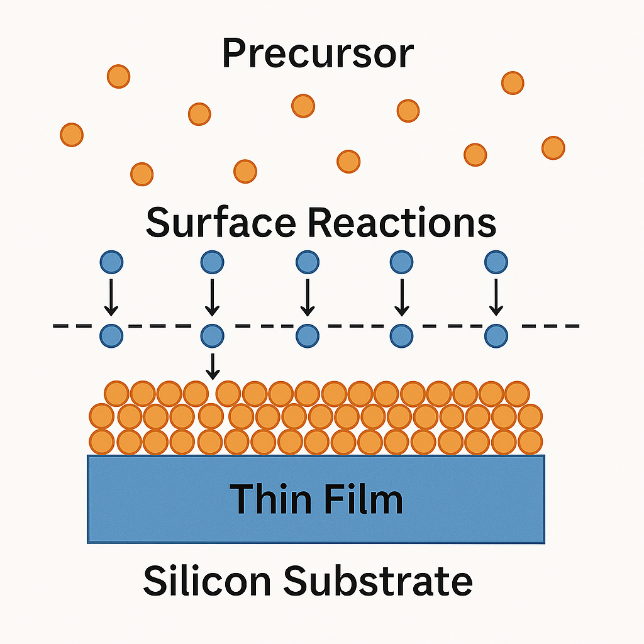 Precursor
Surface Reactions
Thin Film
Silicon Substrate